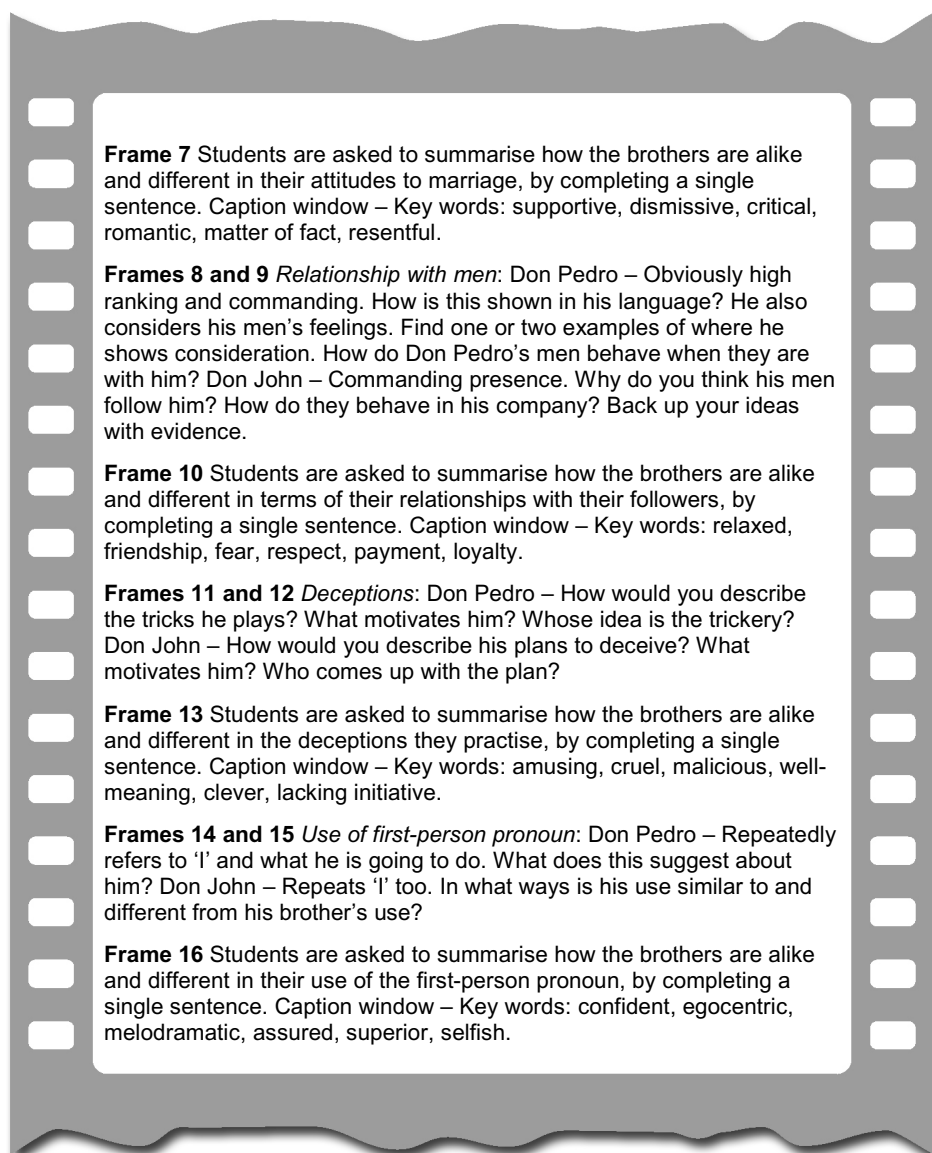 Frame 7 Students are asked to summarise how the brothers are alike
and different in their attitudes to marriage, by completing a single
sentence. Caption window – Key words: supportive, dismissive, critical,
romantic, matter of fact, resentful.
Frames 8 and 9 Relationship with men: Don Pedro – Obviously high
ranking and commanding. How is this shown in his language? He also
considers his men’s feelings. Find one or two examples of where he
shows consideration. How do Don Pedro’s men behave when they are
with him? Don John – Commanding presence. Why do you think his men
follow him? How do they behave in his company? Back up your ideas
with evidence.
Frame 10 Students are asked to summarise how the brothers are alike
and different in terms of their relationships with their followers, by
completing a single sentence. Caption window – Key words: relaxed,
friendship, fear, respect, payment, loyalty.
Frames 11 and 12 Deceptions: Don Pedro – How would you describe
the tricks he plays? What motivates him? Whose idea is the trickery?
Don John – How would you describe his plans to deceive? What
motivates him? Who comes up with the plan?
Frame 13 Students are asked to summarise how the brothers are alike
and different in the deceptions they practise, by completing a single
sentence. Caption window – Key words: amusing, cruel, malicious, well-
meaning, clever, lacking initiative.
Frames 14 and 15 Use of first-person pronoun: Don Pedro – Repeatedly
refers to ‘I’ and what he is going to do. What does this suggest about
him? Don John – Repeats ‘I’ too. In what ways is his use similar to and
different from his brother’s use?
Frame 16 Students are asked to summarise how the brothers are alike
and different in their use of the first-person pronoun, by completing a
single sentence. Caption window – Key words: confident, egocentric,
melodramatic, assured, superior, selfish.